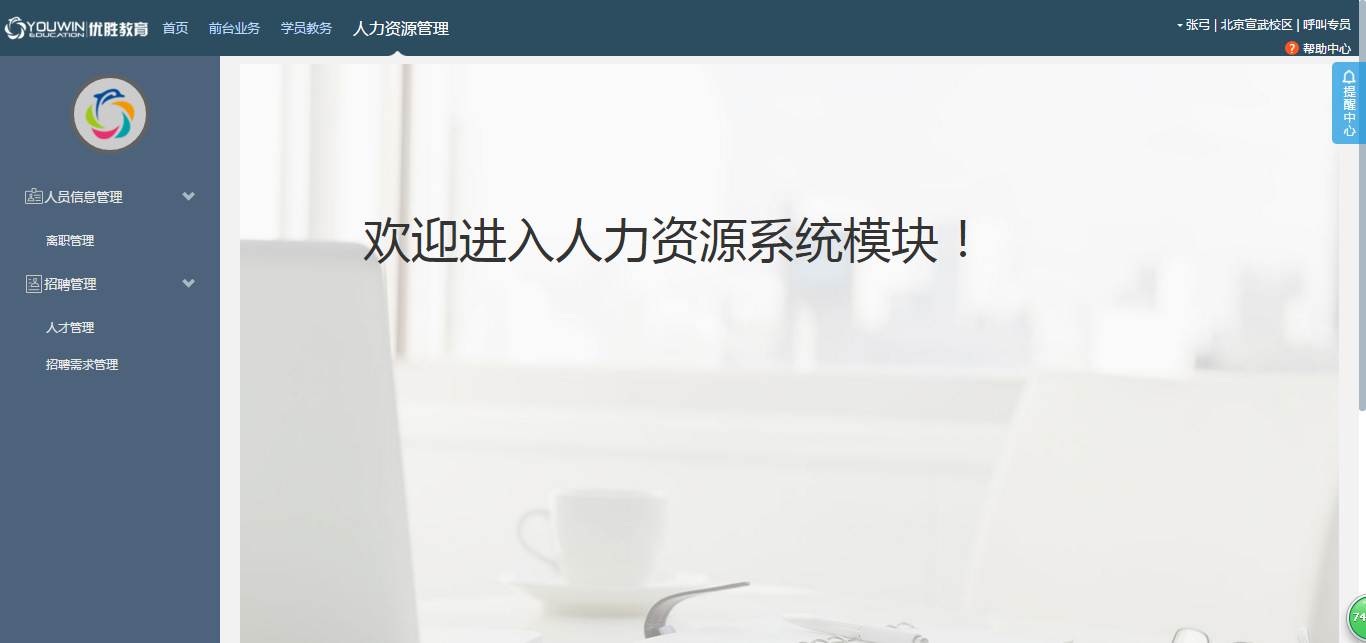 YOUWIN EDUCATION 优胜教育 首页 前台业务 学员教务 人力资源管理
张弓 | 北京宣武校区 | 呼叫专员
? 帮助中心
提醒中心
人员信息管理
离职管理
招聘管理
人才管理
招聘需求管理
欢迎进入人力资源系统模块！
74